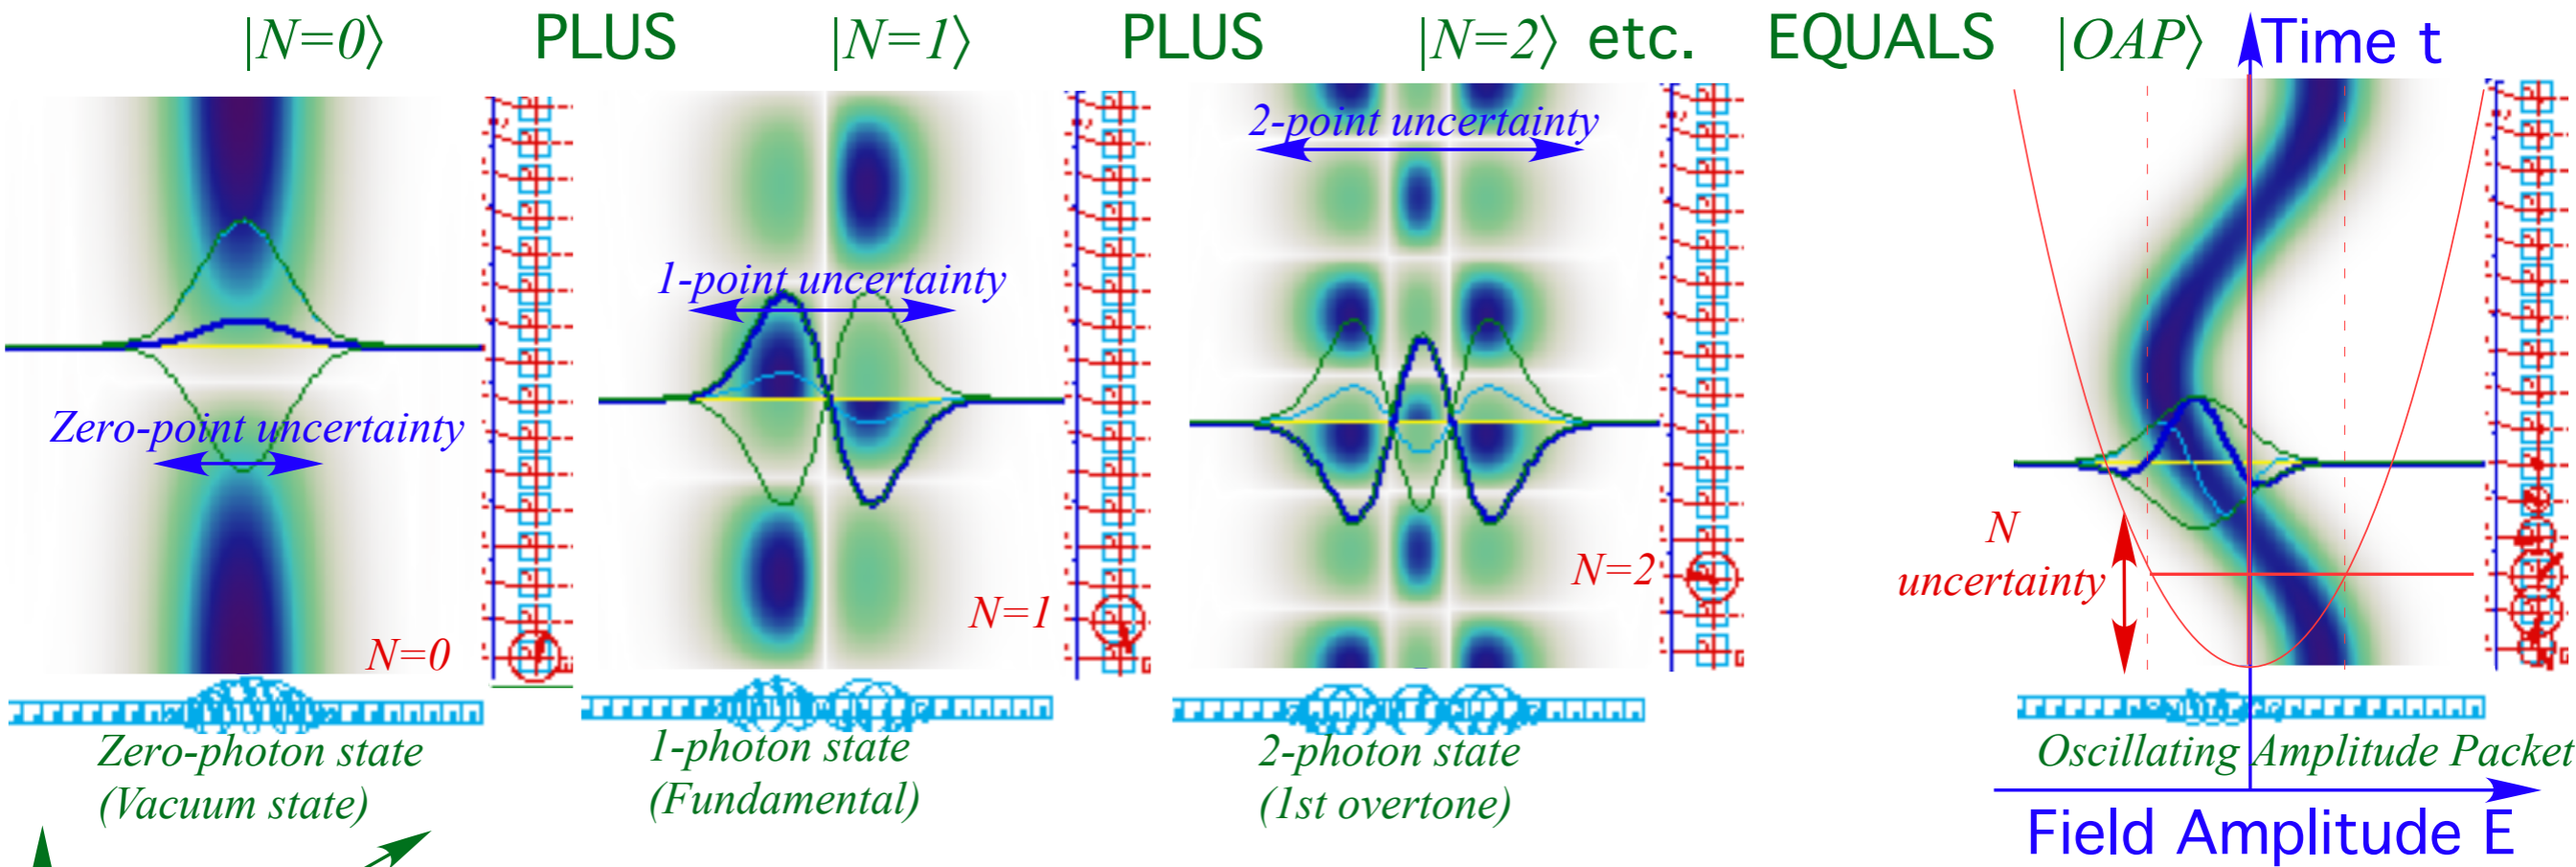 |N=0⟩ PLUS |N=1⟩ PLUS |N=2⟩ etc. EQUALS |OAP⟩ Time t
2-point uncertainty
1-point uncertainty
Zero-point uncertainty
N
uncertainty
N=2
N=1
N=0
Zero-photon state
(Vacuum state)
1-photon state
(Fundamental)
2-photon state
(1st overtone)
Oscillating Amplitude Packet
Field Amplitude E